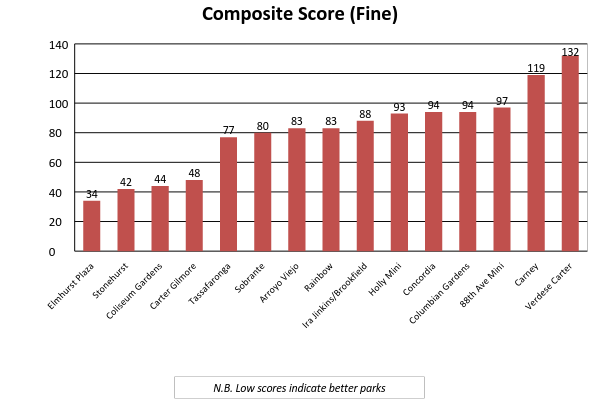 Composite Score (Fine)
140
120
100
80
60
40
20
0
34
42
44
48
77
80
83
83
88
93
94
94
97
119
132
Elmhurst Plaza
Stonehurst
Coliseum Gardens
Carter Gilmore
Tassafaronga
Sobrante
Arroyo Viejo
Rainbow
Ira Jinkins/Brookfield
Holly Mini
Concordia
Columbian Gardens
88th Ave Mini
Carney
Verdese Carter
N.B. Low scores indicate better parks